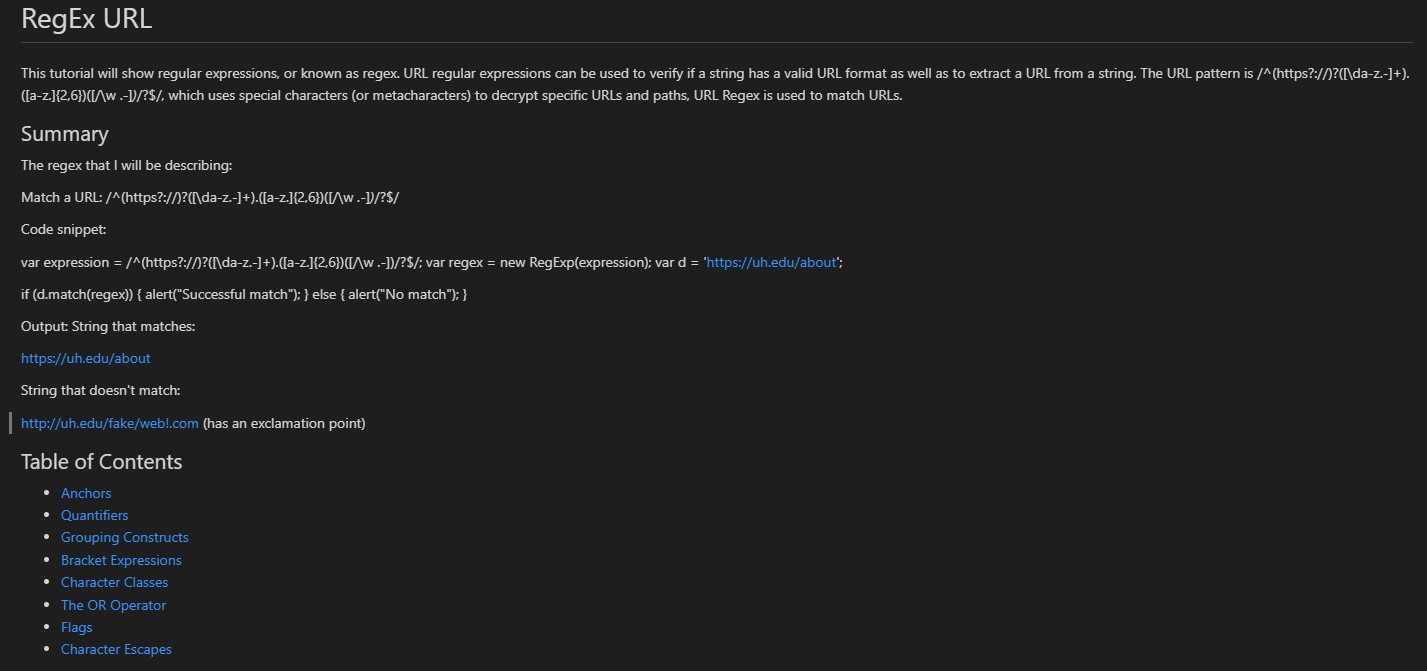 RegEx URL
This tutorial will show regular expressions, or known as regex. URL regular expressions can be used to verify if a string has a valid URL format as well as to extract a URL from a string. The URL pattern is /^(https?://)?([\da-z.-]+).
([a-z.]{2,6})([/\w .-])/?$/, which uses special characters (or metacharacters) to decrypt specific URLs and paths, URL Regex is used to match URLs.
Summary
The regex that I will be describing:
Match a URL: /^(https?://)?([\da-z.-]+).([a-z.]{2,6})([/\w .-])/?$/
Code snippet:
var expression = /^(https?://)?([\da-z.-]+).([a-z.]{2,6})([/\w .-])/?$/; var regex = new RegExp(expression); var d = 'https://uh.edu/about';
if (d.match(regex)) { alert("Successful match"); } else { alert("No match"); }
Output: String that matches:
https://uh.edu/about
String that doesn't match:
http://uh.edu/fake/web!.com (has an exclamation point)
Table of Contents
• Anchors
• Quantifiers
• Grouping Constructs
• Bracket Expressions
• Character Classes
• The OR Operator
• Flags
• Character Escapes